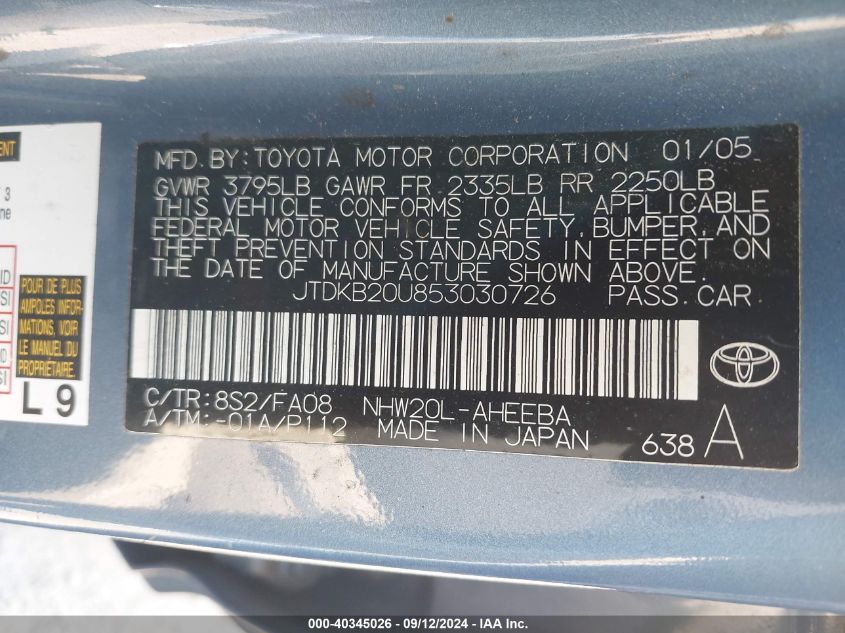 MFD. BY: TOYOTA MOTOR CORPORATION 01/05
GVWR 3795LB GAWR FR 2335LB RR 2250LB
THIS VEHICLE CONFORMS TO ALL APPLICABLE
FEDERAL MOTOR VEHICLE SAFETY, BUMPER, AND
THEFT PREVENTION STANDARDS IN EFFECT ON
THE DATE OF MANUFACTURE SHOWN ABOVE.
JTDKB20U853030726 PASS. CAR
C/TR: 8S2/FA08 NHW20L-AHEEBA
A/TM: -01A/P112 MADE IN JAPAN
638 A
POUR DE PLUS
AMPLES INFOR-
MATIONS, VOIR
LE MANUEL DU
PROPRIÉTAIRE.
L 9
000-40345026 - 09/12/2024 - IAA Inc.